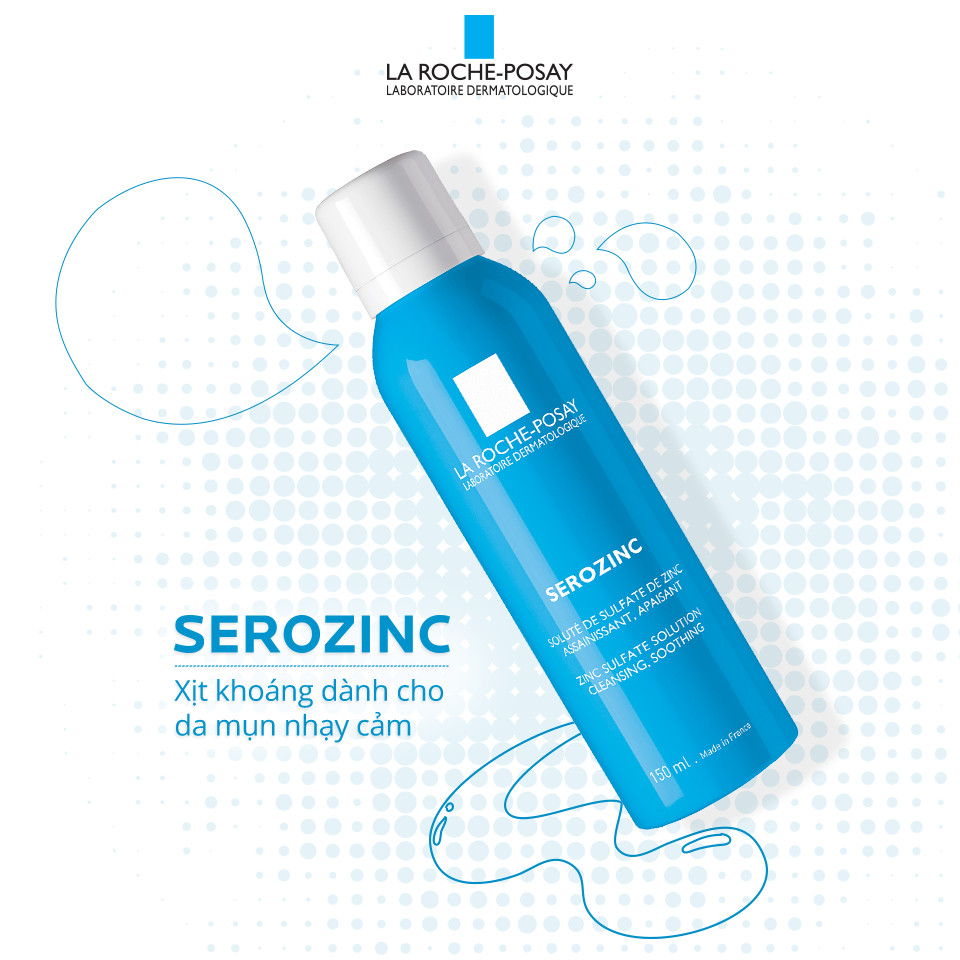 LA ROCHE-POSAY
LABORATOIRE DERMATOLOGIQUE
LA ROCHE-POSAY
LABORATOIRE DERMATOLOGIQUE
SEROZINC
SOLUTÉ DE SULFATE DE ZINC
ASSAINISSANT, APAISANT
ZINC SULFATE SOLUTION
CLEANSING, SOOTHING
150 ml . Made in France
SEROZINC
Xịt khoáng dành cho
da mụn nhạy cảm